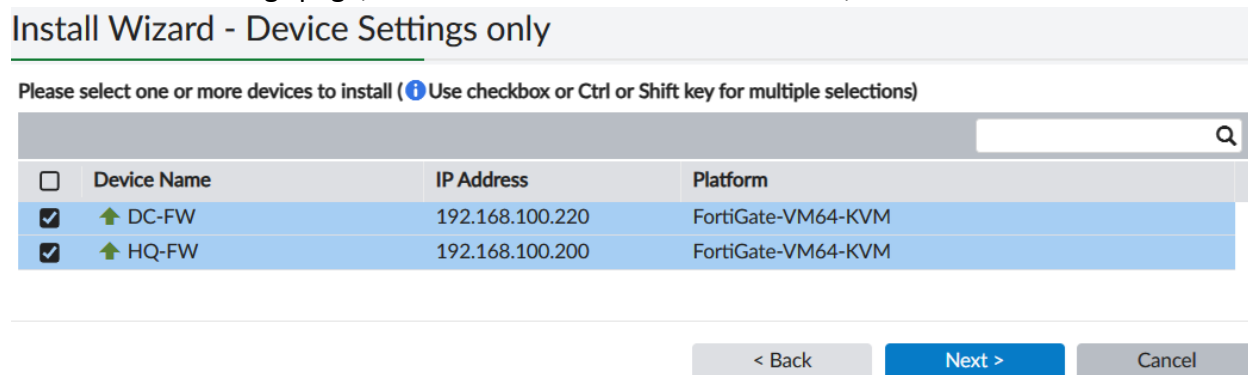 Install Wizard - Device Settings only
Please select one or more devices to install ( Use checkbox or Ctrl or Shift key for multiple selections)
Device Name IP Address Platform
DC-FW 192.168.100.220 FortiGate-VM64-KVM
HQ-FW 192.168.100.200 FortiGate-VM64-KVM
< Back Next > Cancel